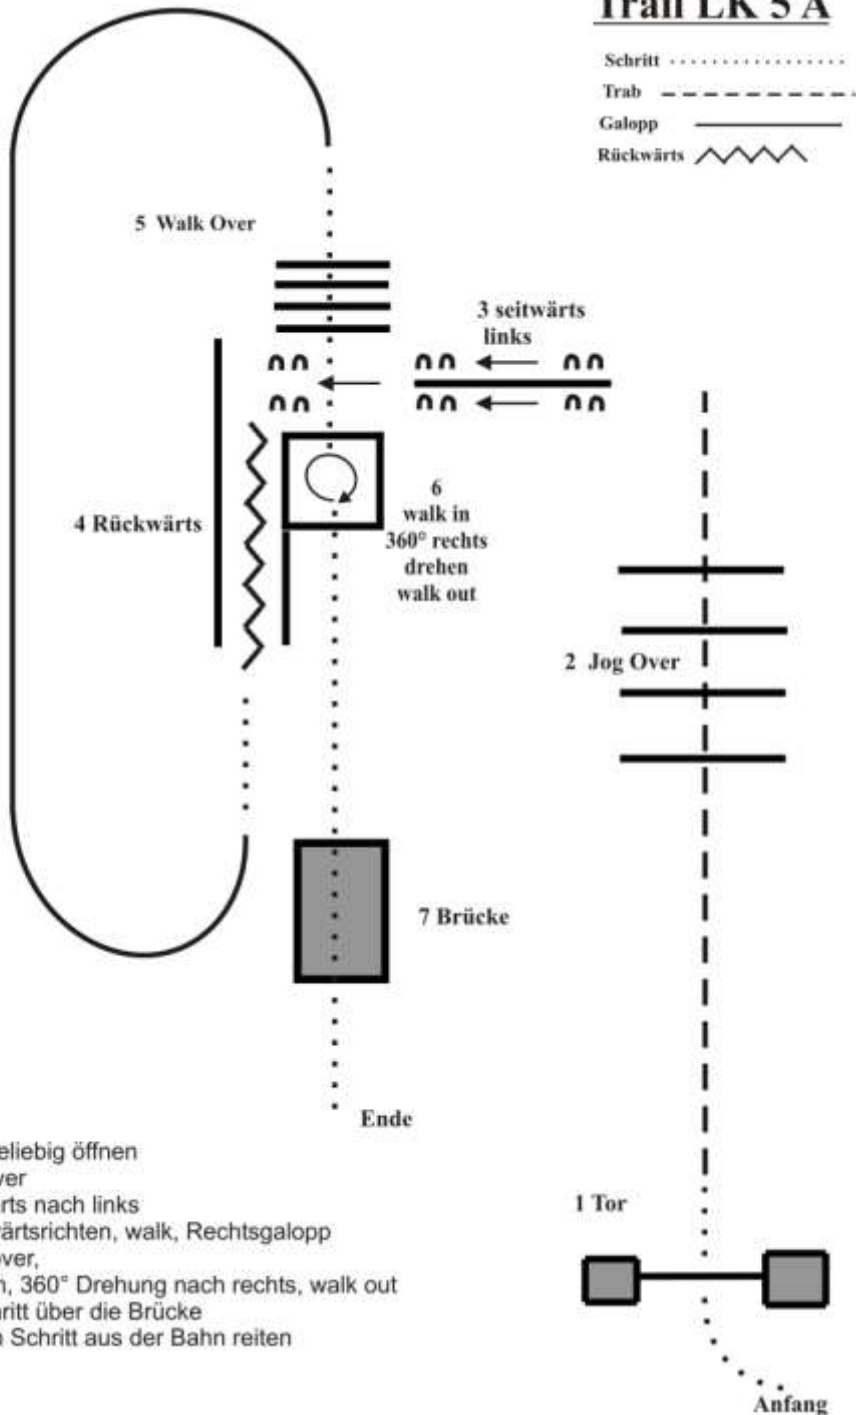 Trail LK 5 A
Schritt
Trab
Galopp
Rückwärts
5 Walk Over
3 seitwärts
links
4 Rückwärts
6
walk in
360° rechts
drehen
walk out
2 Jog Over
7 Brücke
Ende
eliebig öffnen
ver
rts nach links
värtsrichten, walk, Rechtsgalopp
over,
n, 360° Drehung nach rechts, walk out
ritt über die Brücke
n Schritt aus der Bahn reiten
1 Tor
Anfang